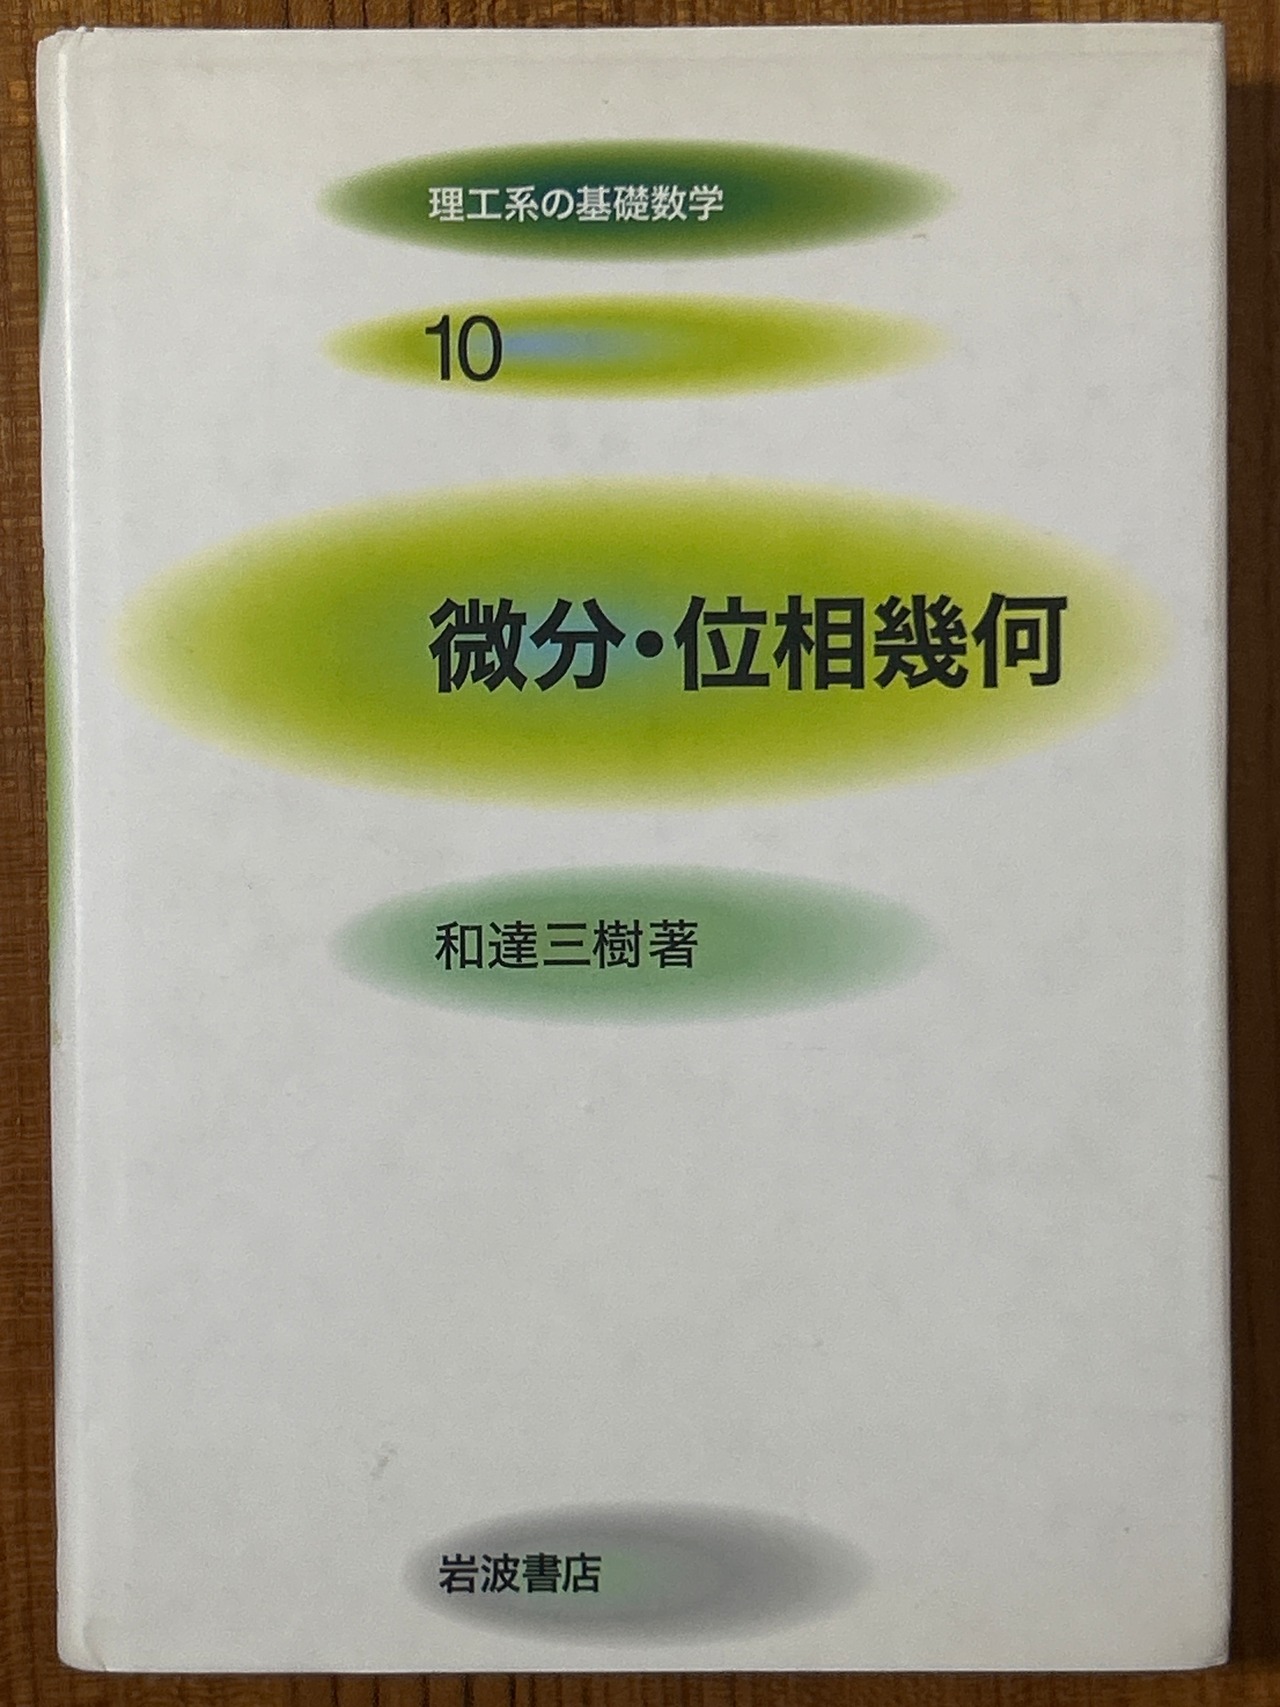 理工系の基礎数学
10
微分・位相幾何
和達三樹著
岩波書店